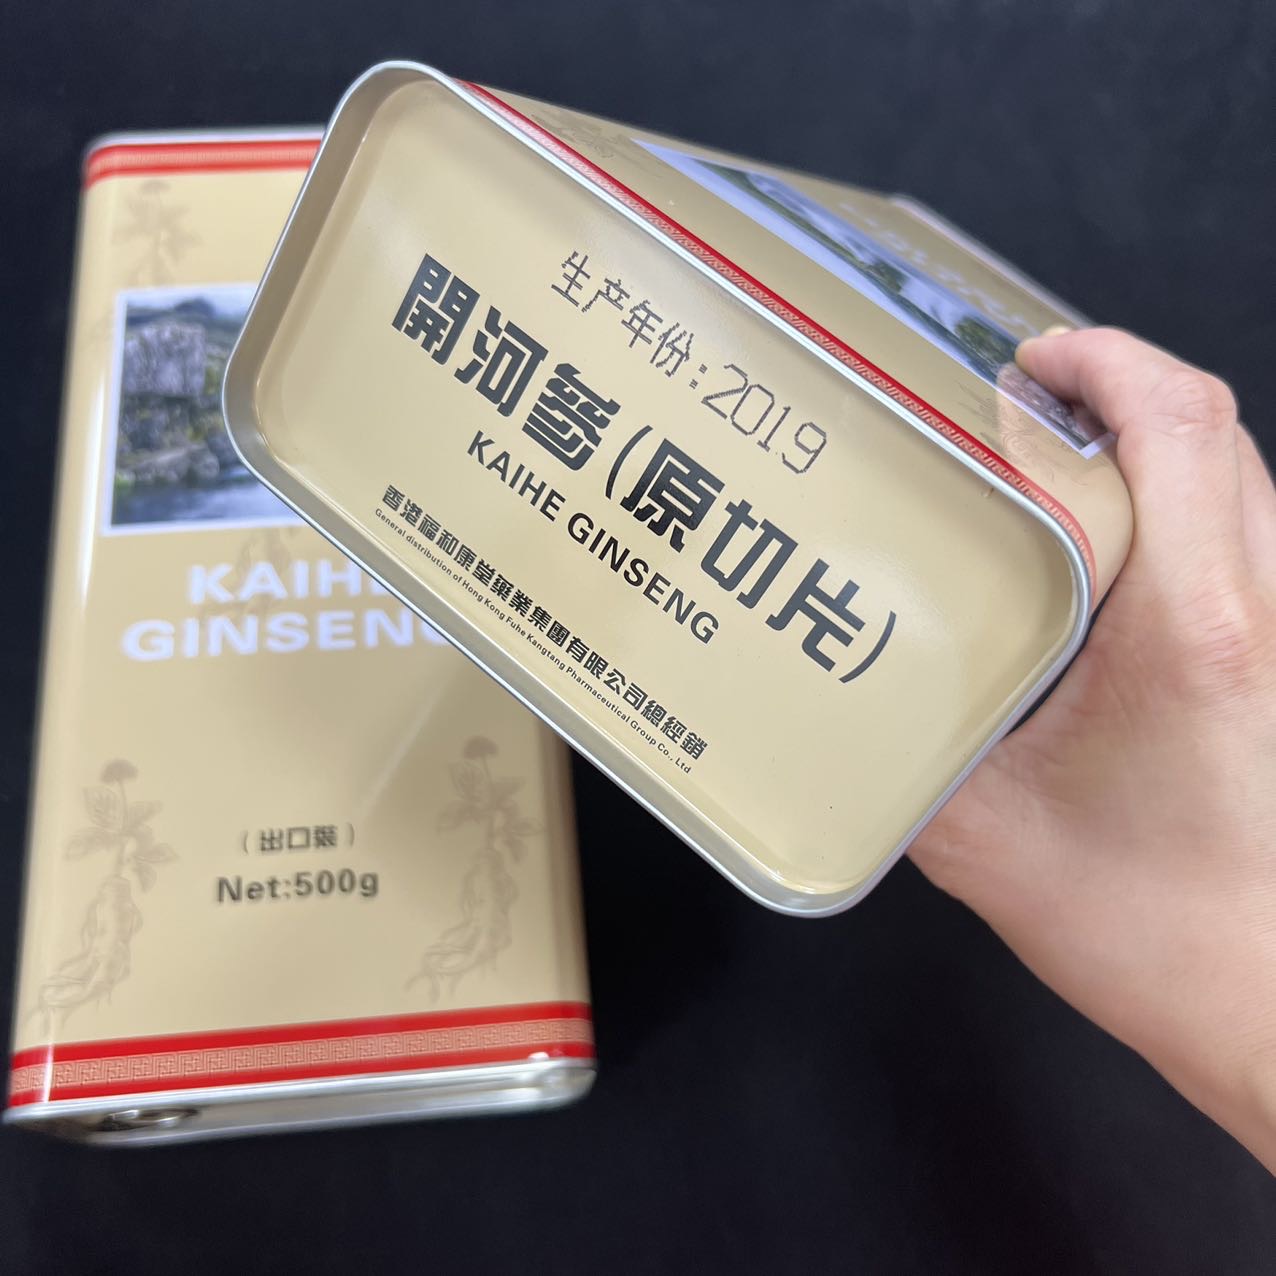 生产年份:2019
開河參(原切片)
KAIHE GINSENG
香港福和康堂藥業集團有限公司總經銷
General distribution of Hong Kong Fuhe Kangtang Pharmaceutical Group Co., Ltd
KAIHE
GINSENG
(出口裝)
Net:500g